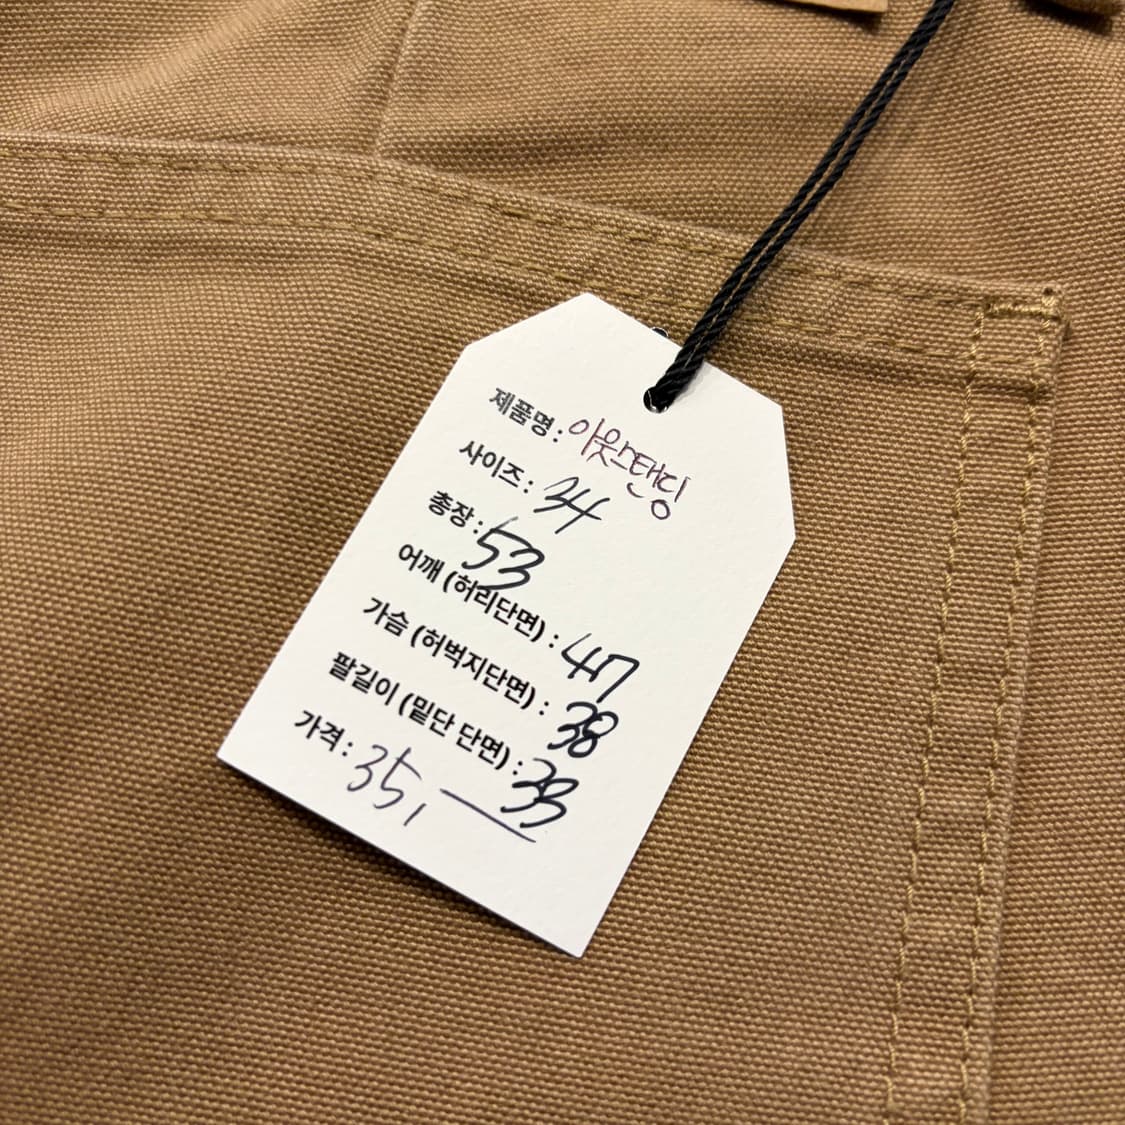 제품명 : 아웃스탠딩
사이즈 : 34
총장 : 53
어깨 (허리단면) : 47
가슴 (허벅지단면) : 38
팔길이 (밑단 단면) : 33
가격 : 35,